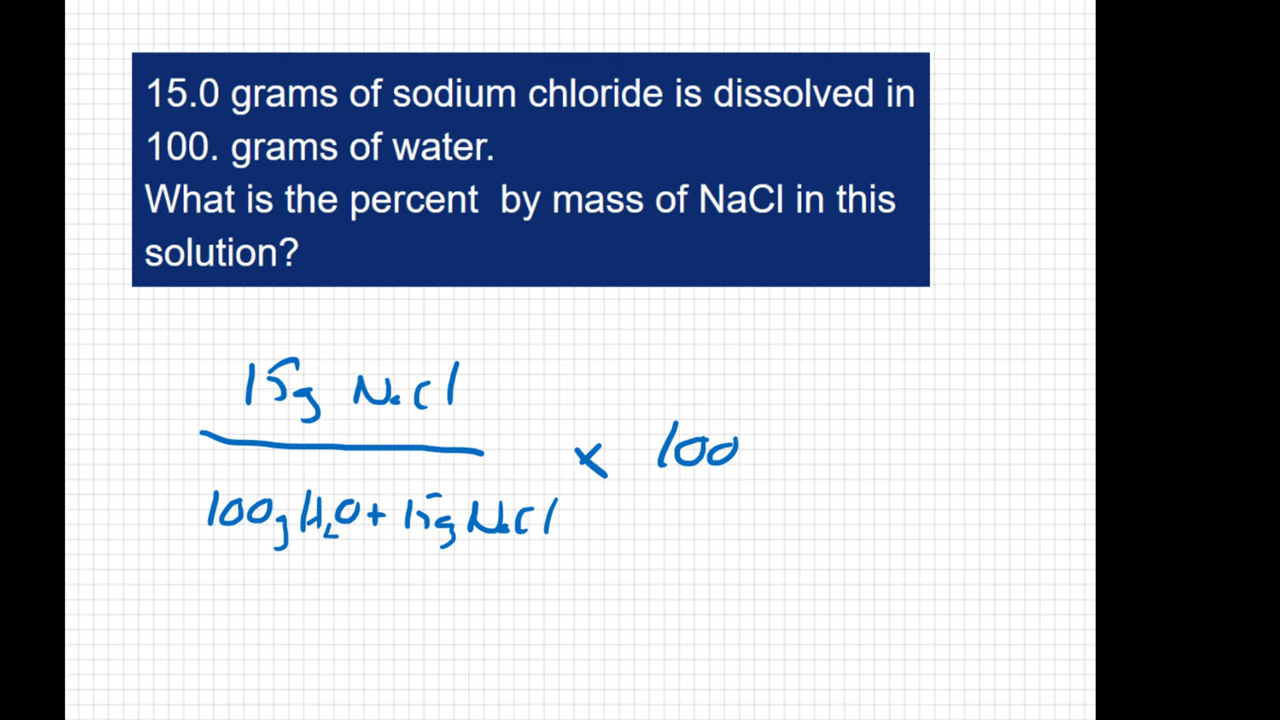 15.0 grams of sodium chloride is dissolved in
100. grams of water.
What is the percent by mass of NaCl in this
solution?
15g NaCl
100g H₂O + 15g NaCl
x 100